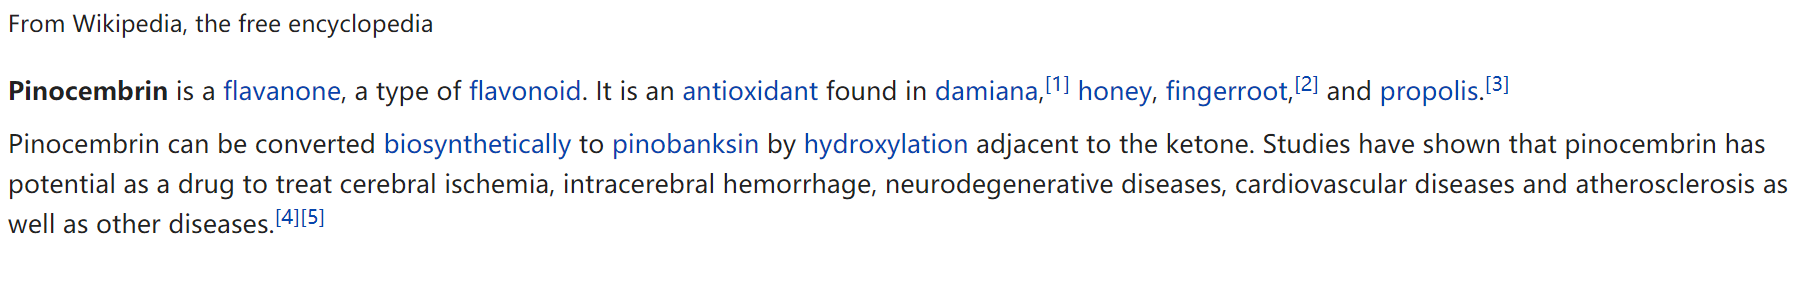 From Wikipedia, the free encyclopedia
Pinocembrin is a flavanone, a type of flavonoid. It is an antioxidant found in damiana,[1] honey, fingerroot,[2] and propolis.[3]
Pinocembrin can be converted biosynthetically to pinobanksin by hydroxylation adjacent to the ketone. Studies have shown that pinocembrin has
potential as a drug to treat cerebral ischemia, intracerebral hemorrhage, neurodegenerative diseases, cardiovascular diseases and atherosclerosis as
well as other diseases.[4][5]